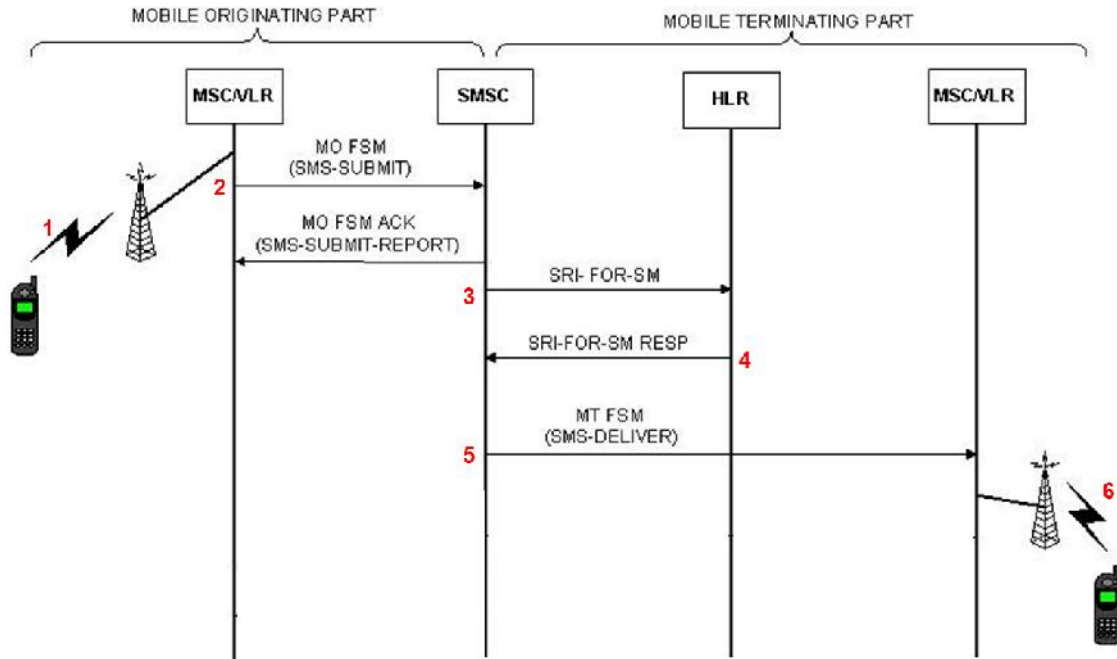 MOBILE ORIGINATING PART
MOBILE TERMINATING PART
MSC/VLR
SMSC
HLR
MSC/VLR
MO FSM
(SMS-SUBMIT)
2
1
MO FSM ACK
(SMS-SUBMIT-REPORT)
SRI- FOR-SM
3
SRI-FOR-SM RESP
4
MT FSM
(SMS-DELIVER)
5
6